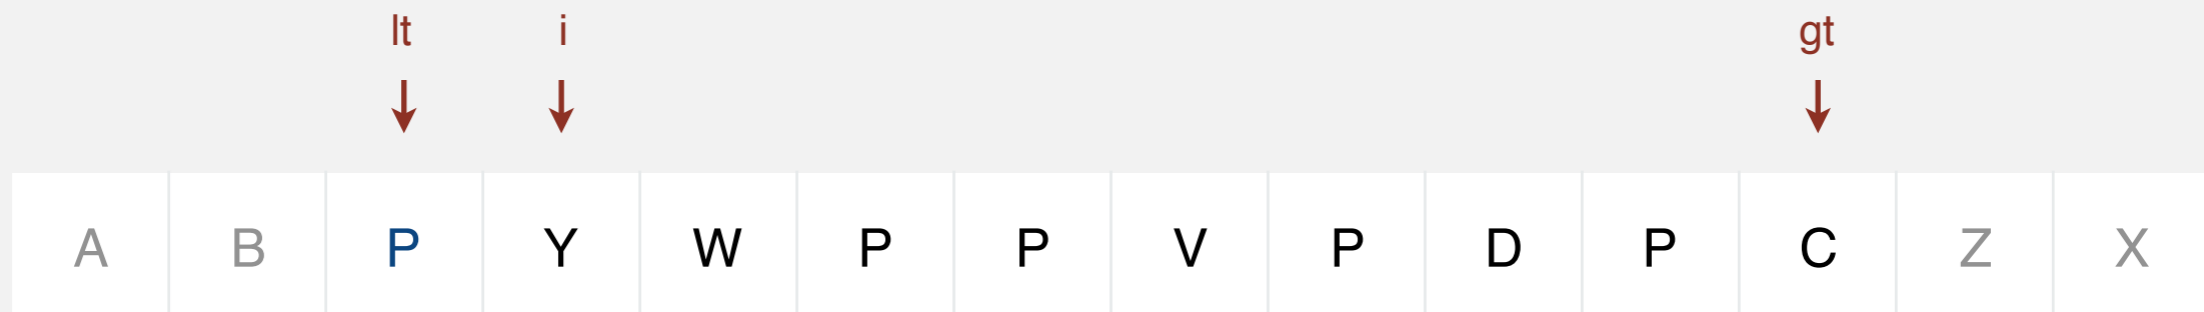 lt i gt
A B P Y W P P V P D P C Z X